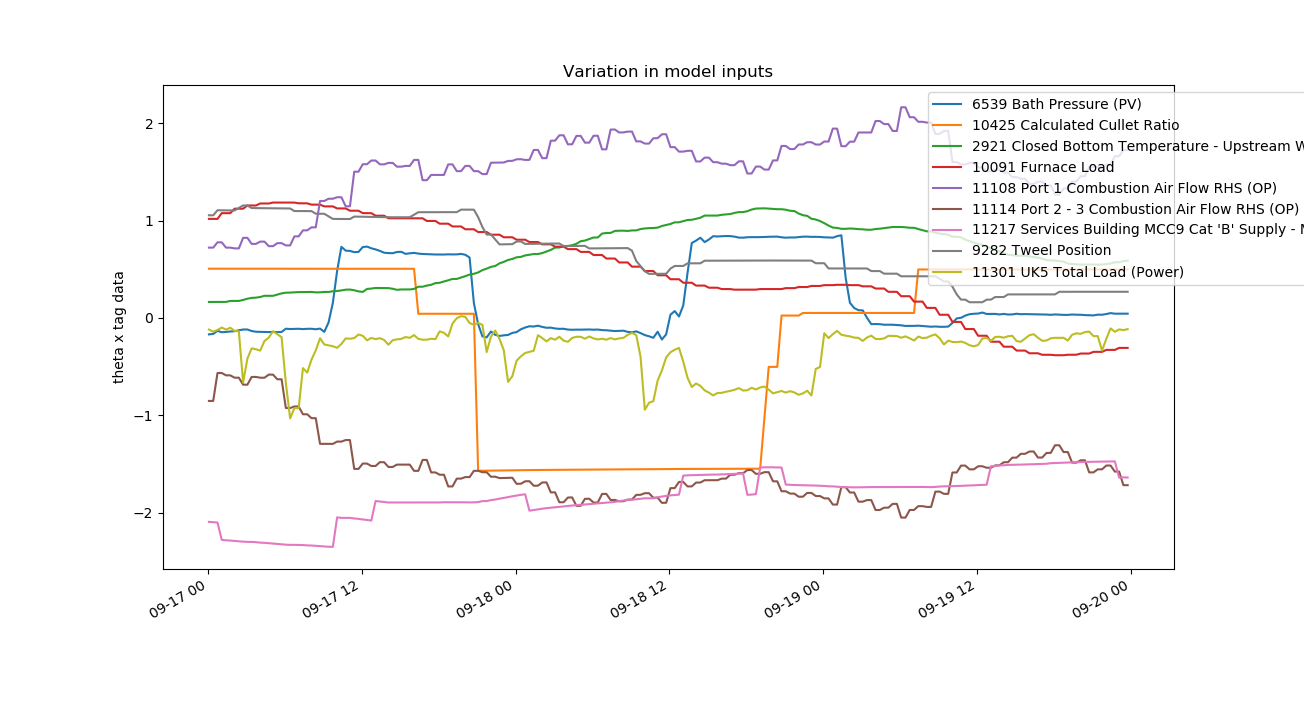 Variation in model inputs
theta x tag data
2
1
0
−1
−2
6539 Bath Pressure (PV)
10425 Calculated Cullet Ratio
2921 Closed Bottom Temperature - Upstream
10091 Furnace Load
11108 Port 1 Combustion Air Flow RHS (OP)
11114 Port 2 - 3 Combustion Air Flow RHS (OP)
11217 Services Building MCC9 Cat 'B' Supply -
9282 Tweel Position
11301 UK5 Total Load (Power)
09-17 00
09-17 12
09-18 00
09-18 12
09-19 00
09-19 12
09-20 00